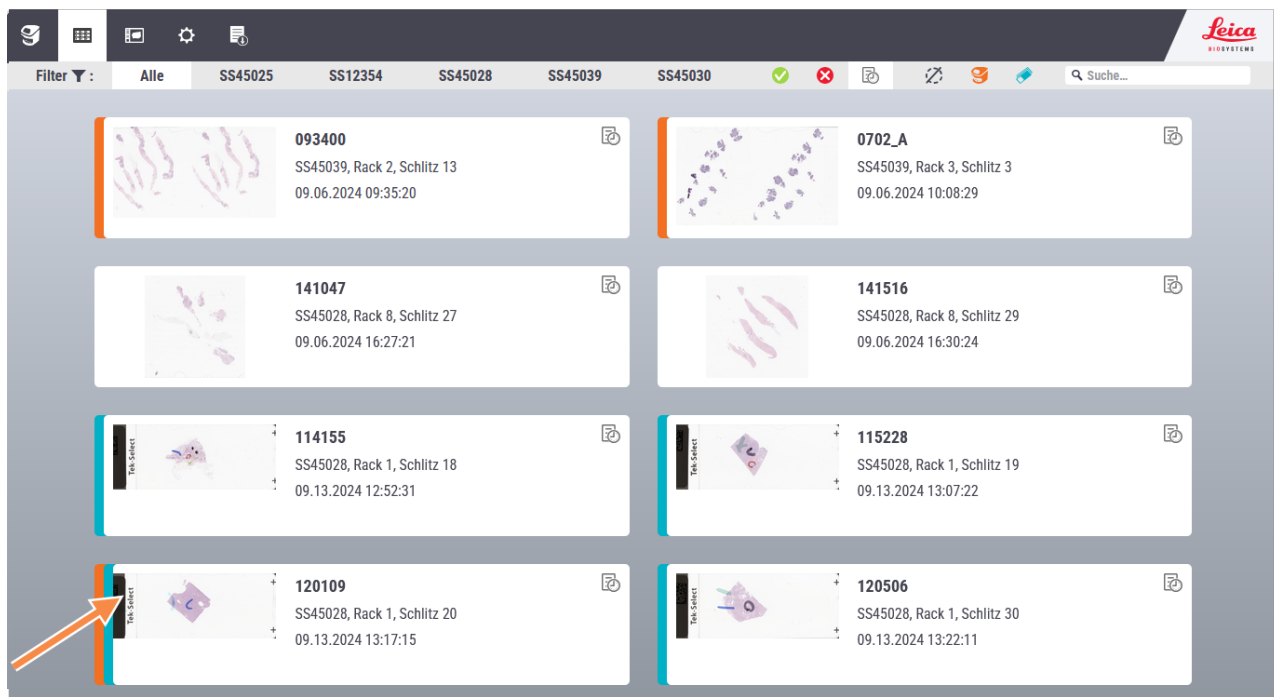 Leica
BIOSYSTEMS
Filter : Alle SS45025 SS12354 SS45028 SS45039 SS45030 Suche...
093400
SS45039, Rack 2, Schlitz 13
09.06.2024 09:35:20
0702_A
SS45039, Rack 3, Schlitz 3
09.06.2024 10:08:29
141047
SS45028, Rack 8, Schlitz 27
09.06.2024 16:27:21
141516
SS45028, Rack 8, Schlitz 29
09.06.2024 16:30:24
Tek-Select
114155
SS45028, Rack 1, Schlitz 18
09.13.2024 12:52:31
Tek-Select
115228
SS45028, Rack 1, Schlitz 19
09.13.2024 13:07:22
Tek-Select
120109
SS45028, Rack 1, Schlitz 20
09.13.2024 13:17:15
Tek-Select
120506
SS45028, Rack 1, Schlitz 30
09.13.2024 13:22:11